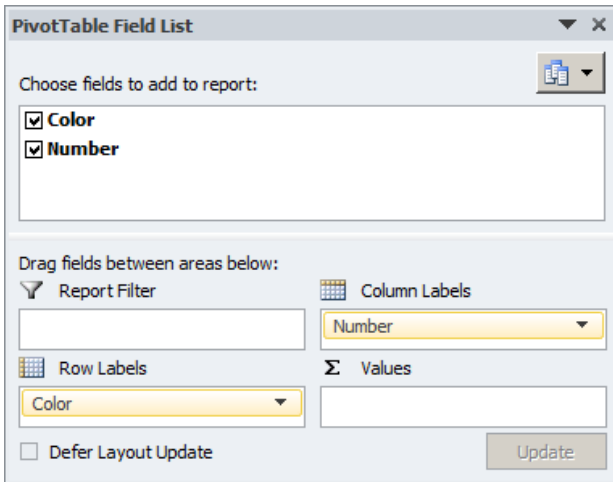 PivotTable Field List
Choose fields to add to report:
Color
Number
Drag fields between areas below:
Report Filter
Column Labels
Number
Row Labels
Σ Values
Color
Defer Layout Update
Update